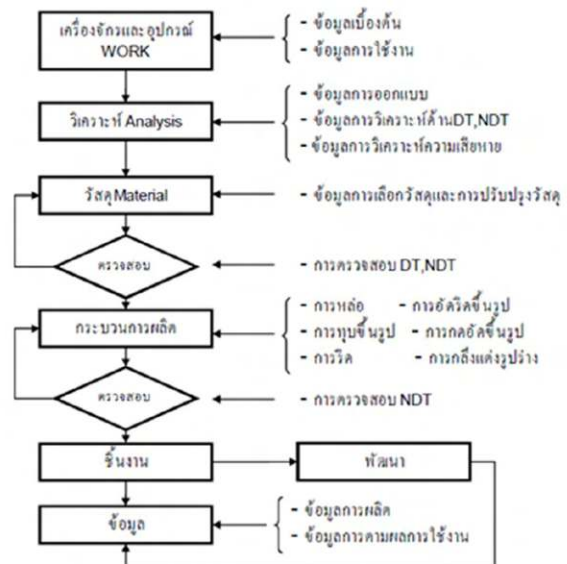 เครื่องจักรและอุปกรณ์
WORK
- ข้อมูลเบื้องต้น
- ข้อมูลการใช้งาน
วิเคราะห์ Analysis
- ข้อมูลการออกแบบ
- ข้อมูลการวิเคราะห์ด้านDT,NDT
- ข้อมูลการวิเคราะห์ความเสียหาย
วัสดุMaterial
- ข้อมูลการเลือกวัสดุและการปรับปรุงวัสดุ
ตรวจสอบ
- การตรวจสอบ DT,NDT
กระบวนการผลิต
- การหล่อ - การอัดรีดขึ้นรูป
- การทุบขึ้นรูป - การกดอัดขึ้นรูป
- การรีด - การกลึงแต่งรูปร่าง
ตรวจสอบ
- การตรวจสอบ NDT
ชิ้นงาน
พัฒนา
ข้อมูล
- ข้อมูลการผลิต
- ข้อมูลการตามผลการใช้งาน